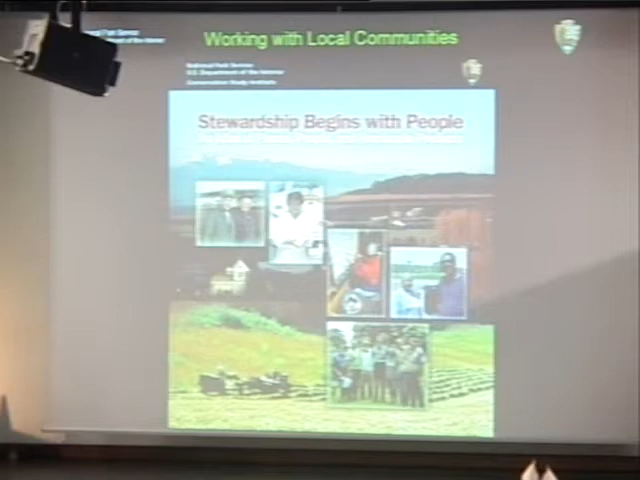 Working with Local Communities
National Park Service
U.S. Department of the Interior
Conservation Study Institute
Stewardship Begins with People